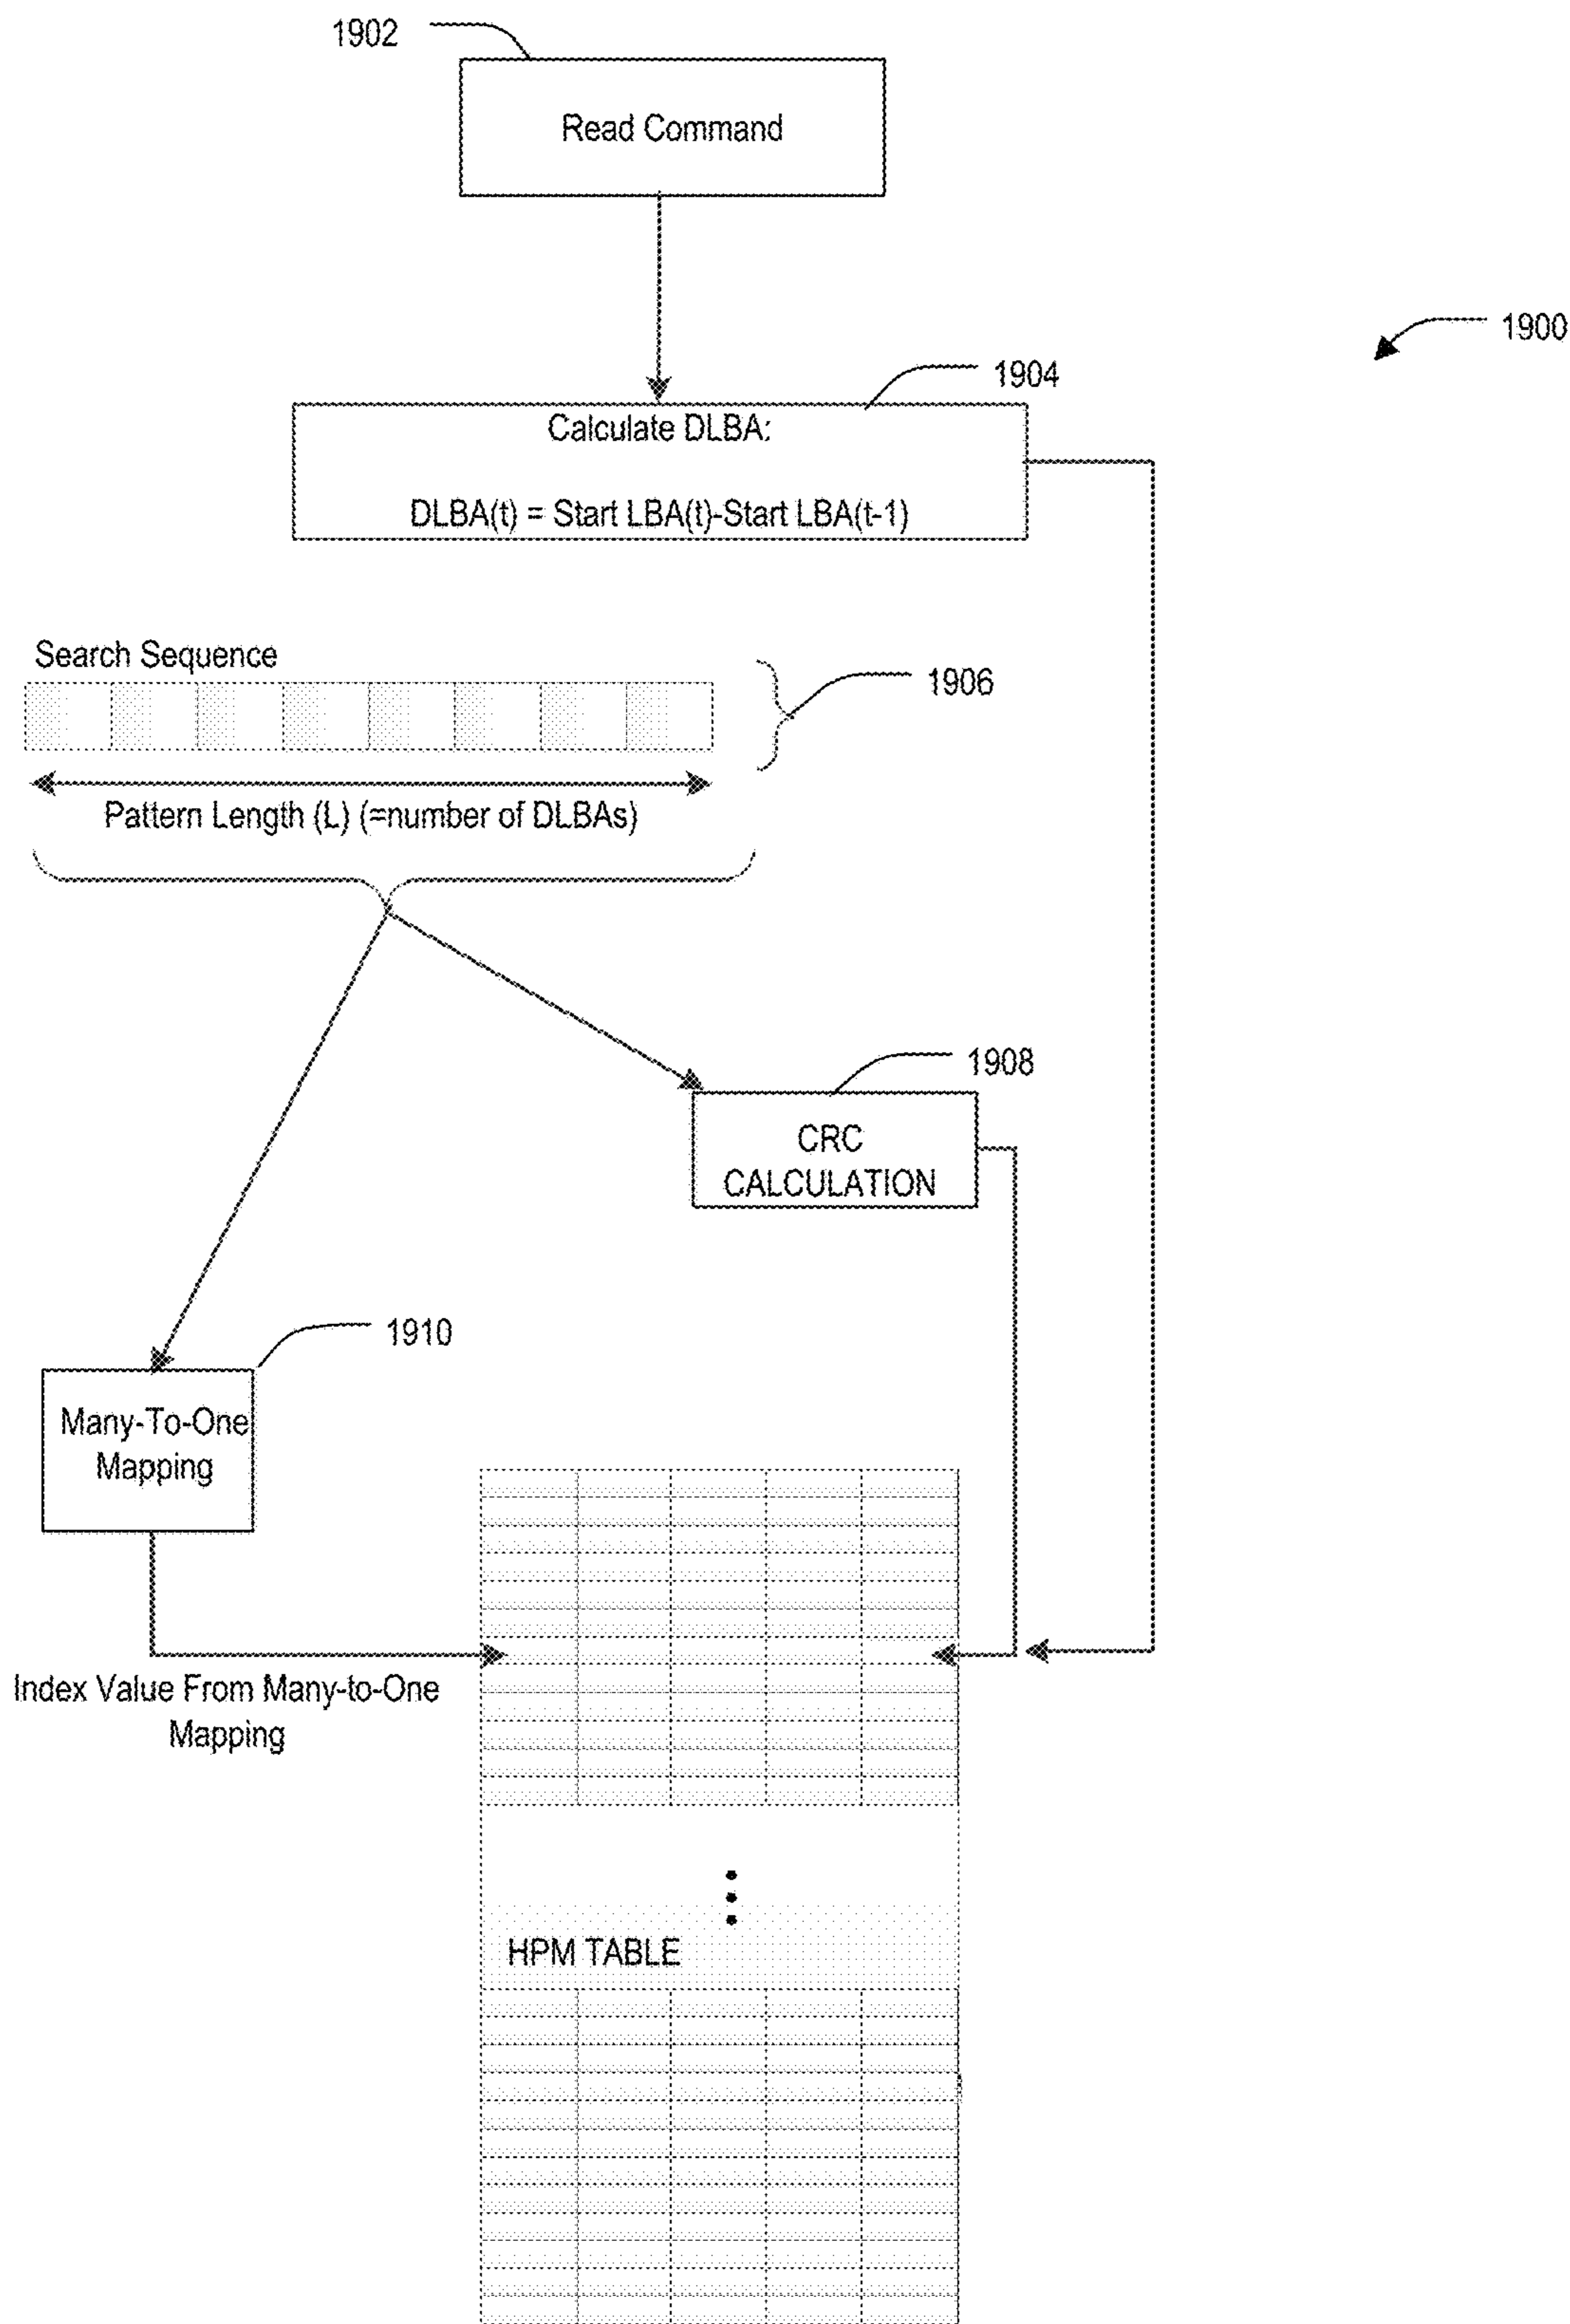 1902
Read Command
1900
1904
Calculate DLBA:
DLBA(t) = Start LBA(t)-Start LBA(t-1)
Search Sequence
1906
Pattern Length (L) (=number of DLBAs)
1908
CRC
CALCULATION
1910
Many-To-One
Mapping
Index Value From Many-to-One
Mapping
HPM TABLE